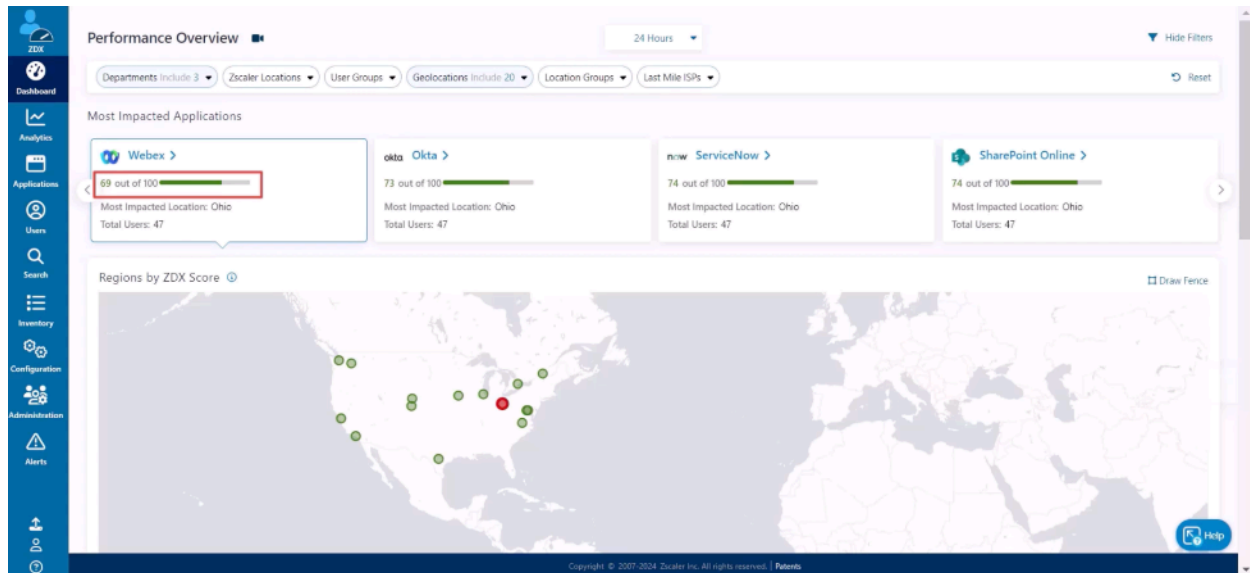 ZDX
Dashboard
Analytics
Applications
Users
Search
Inventory
Configuration
Administration
Alerts
Performance Overview
24 Hours
Hide Filters
Departments Include 3
Zscaler Locations
User Groups
Geolocations Include 20
Location Groups
Last Mile ISPs
Reset
Most Impacted Applications
Webex >
69 out of 100
Most Impacted Location: Ohio
Total Users: 47
okta Okta >
73 out of 100
Most Impacted Location: Ohio
Total Users: 47
now ServiceNow >
74 out of 100
Most Impacted Location: Ohio
Total Users: 47
SharePoint Online >
74 out of 100
Most Impacted Location: Ohio
Total Users: 47
Regions by ZDX Score
Draw Fence
Help
Copyright © 2007-2024 Zscaler Inc. All rights reserved. | Patents